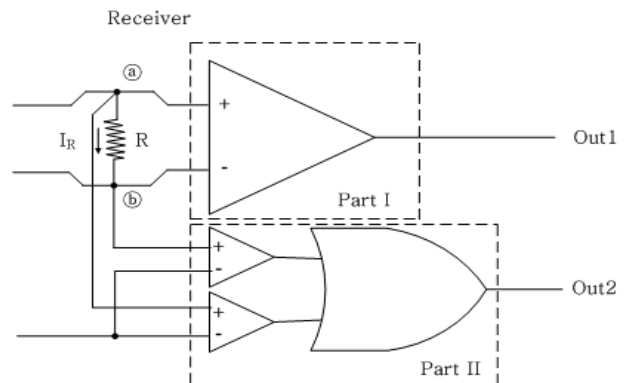 Receiver
ⓐ
+
I_R
R
Out1
-
ⓑ
Part I
+
-
Out2
+
-
Part II